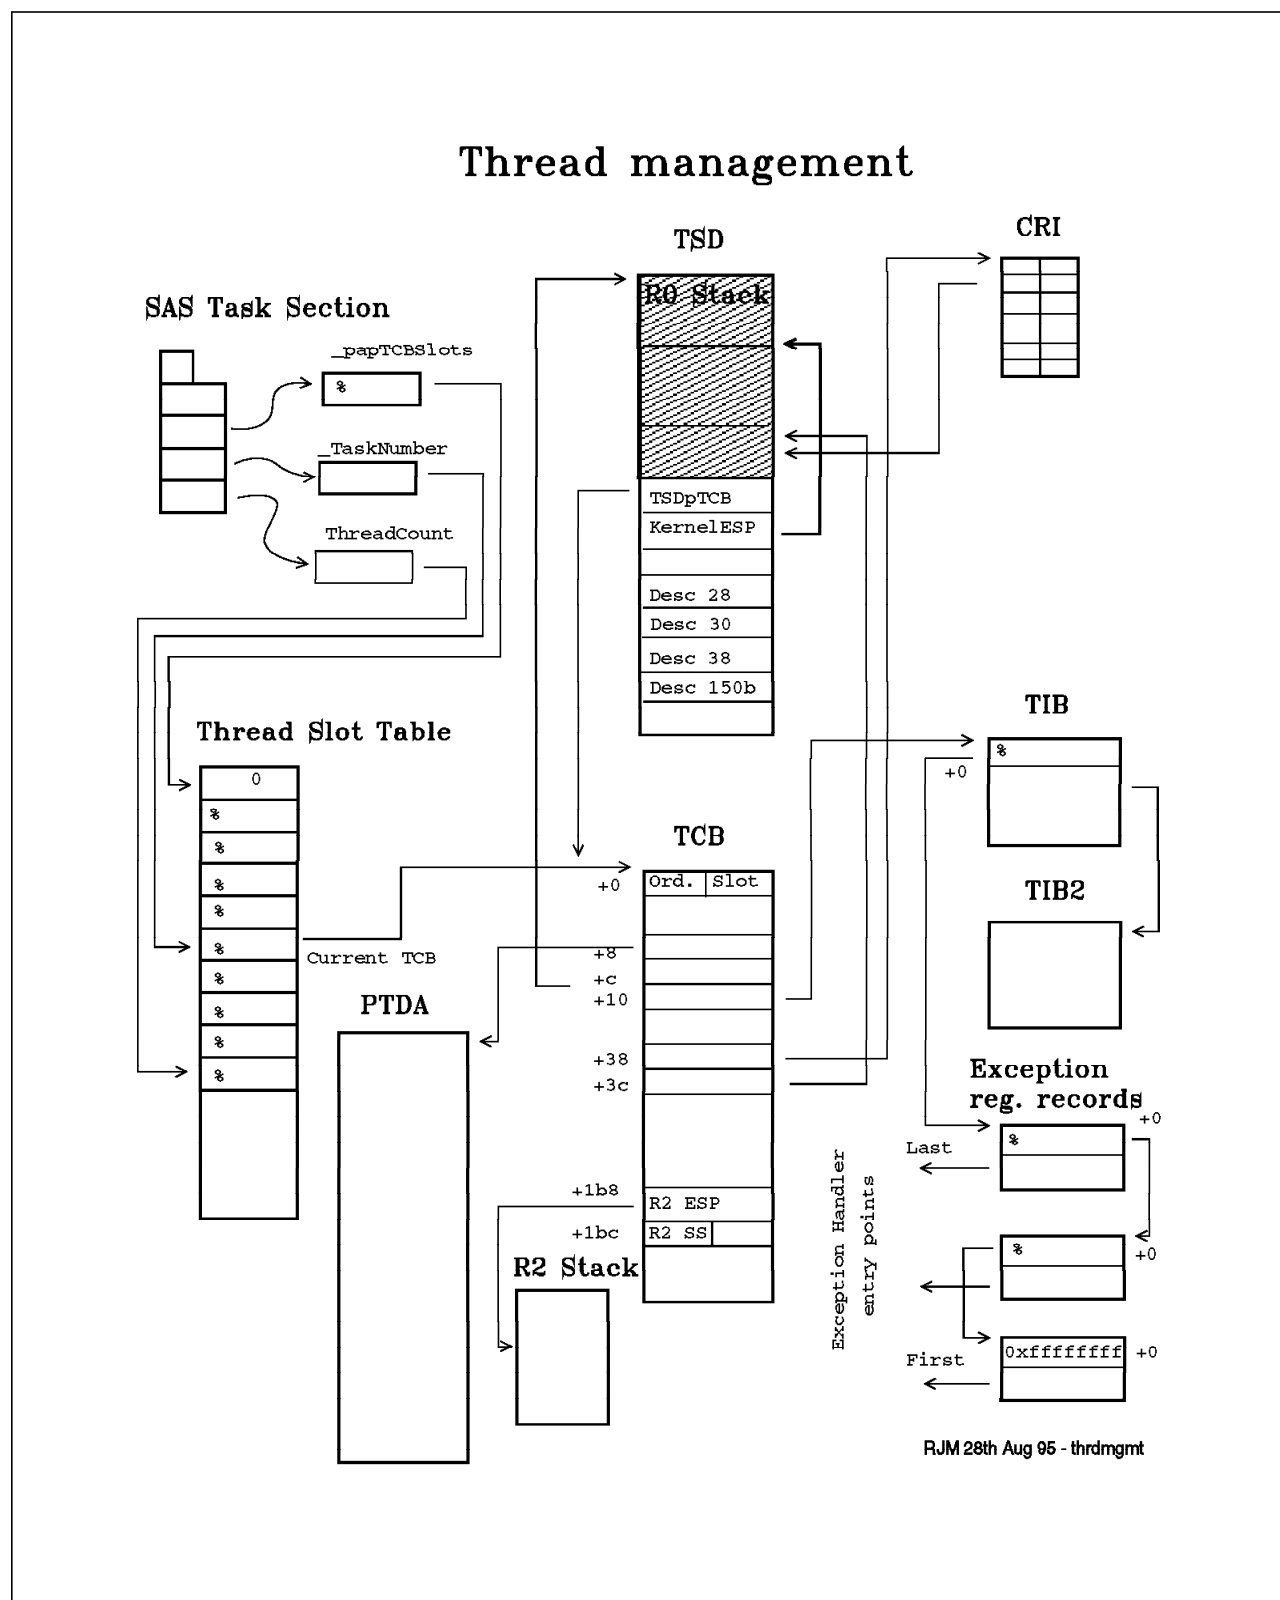 Thread management
TSD
CRI
R0 Stack
SAS Task Section
_papTCBSlots
%
_TaskNumber
ThreadCount
TSDpTCB
KernelESP
Desc 28
Desc 30
Desc 38
Desc 150b
TIB
%
+0
Thread Slot Table
0
%
%
%
%
%
%
%
%
%
Current TCB
TCB
+0
Ord. Slot
+8
+c
+10
+38
+3c
+1b8
R2 ESP
+1bc
R2 SS
TIB2
PTDA
R2 Stack
Exception Handler
entry points
Exception
reg. records
+0
%
Last
%
+0
First
0xffffffff
+0
RJM 28th Aug 95 - thrdmgmt